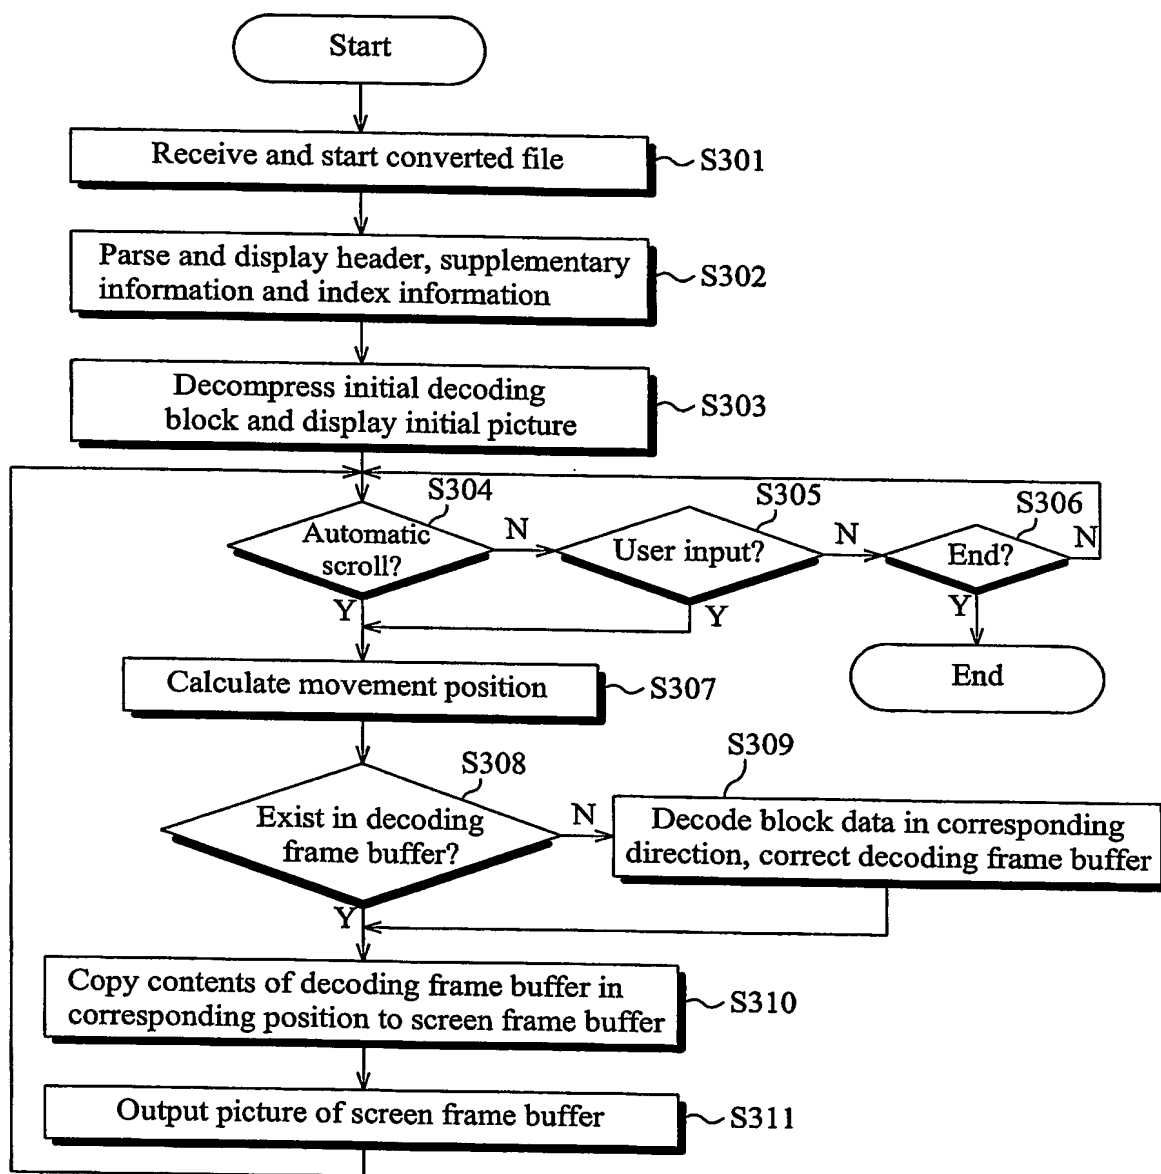 Start
Receive and start converted file
S301
Parse and display header, supplementary
information and index information
S302
Decompress initial decoding
block and display initial picture
S303
S304
Automatic
scroll?
N
Y
S305
User input?
N
Y
S306
End?
N
Y
End
Calculate movement position
S307
S308
Exist in decoding
frame buffer?
N
Y
S309
Decode block data in corresponding
direction, correct decoding frame buffer
Copy contents of decoding frame buffer in
corresponding position to screen frame buffer
S310
Output picture of screen frame buffer
S311